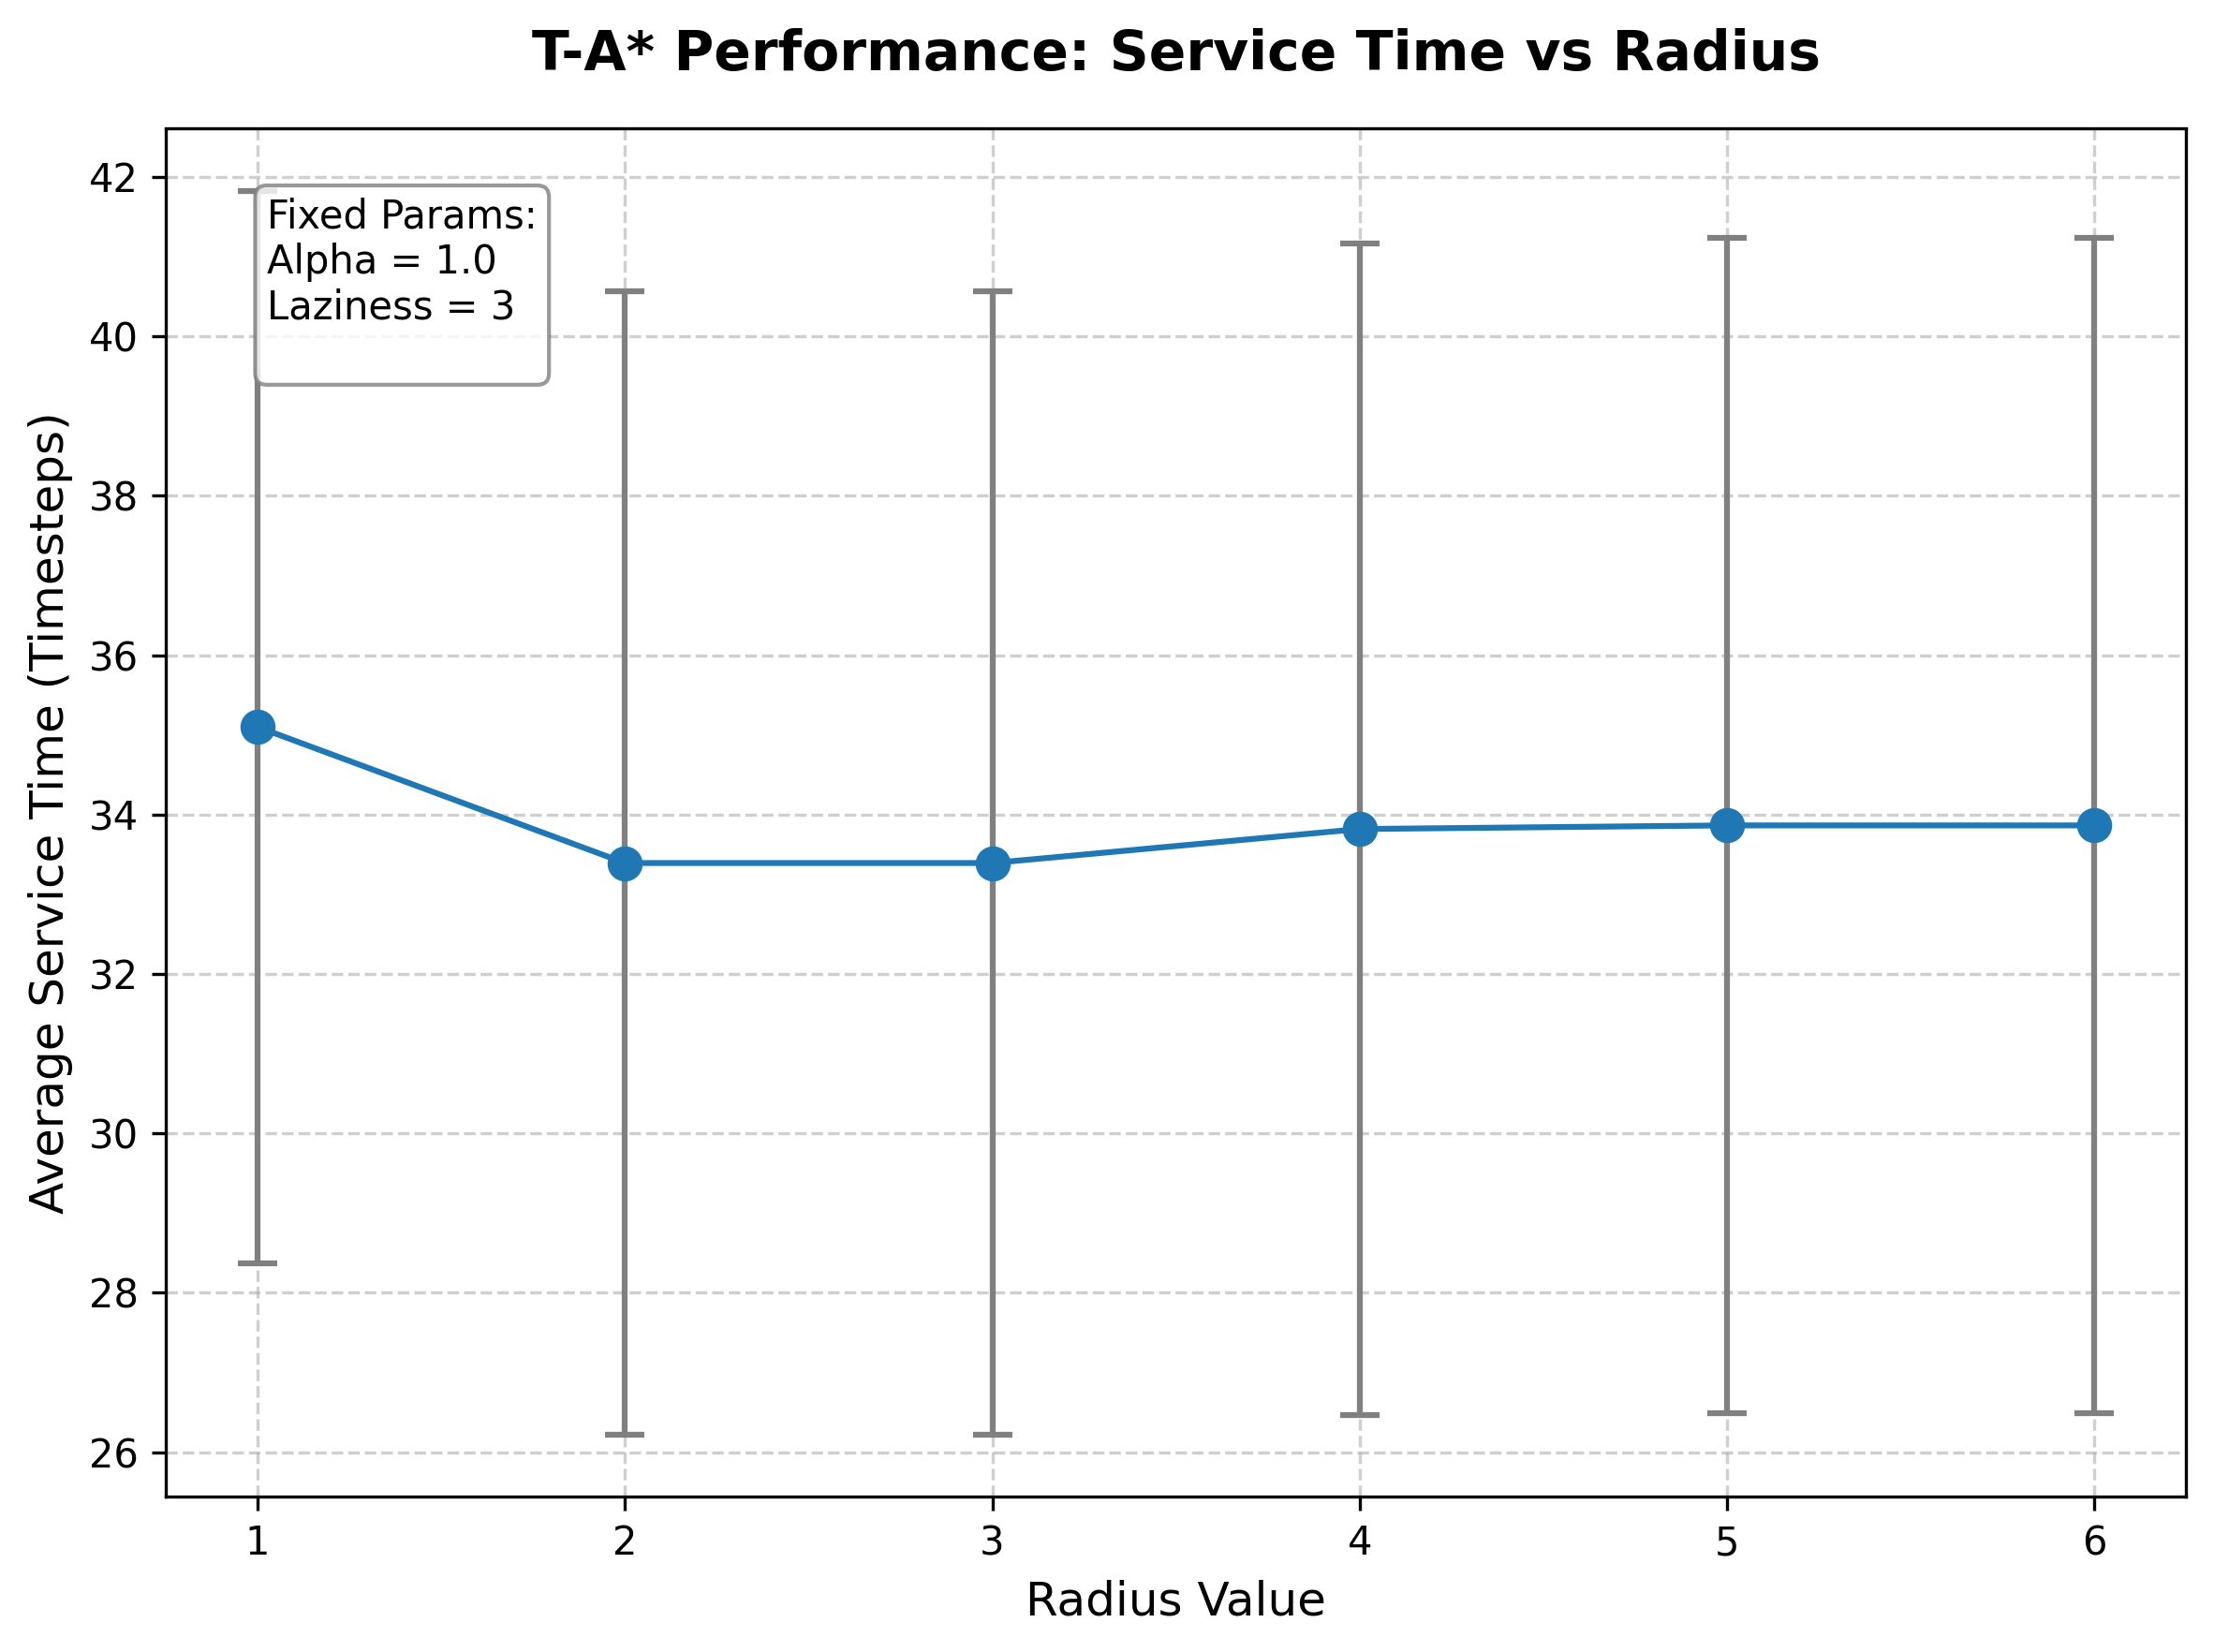 T-A* Performance: Service Time vs Radius
Fixed Params:
Alpha = 1.0
Laziness = 3
Average Service Time (Timesteps)
42
40
38
36
34
32
30
28
26
1 2 3 4 5 6
Radius Value